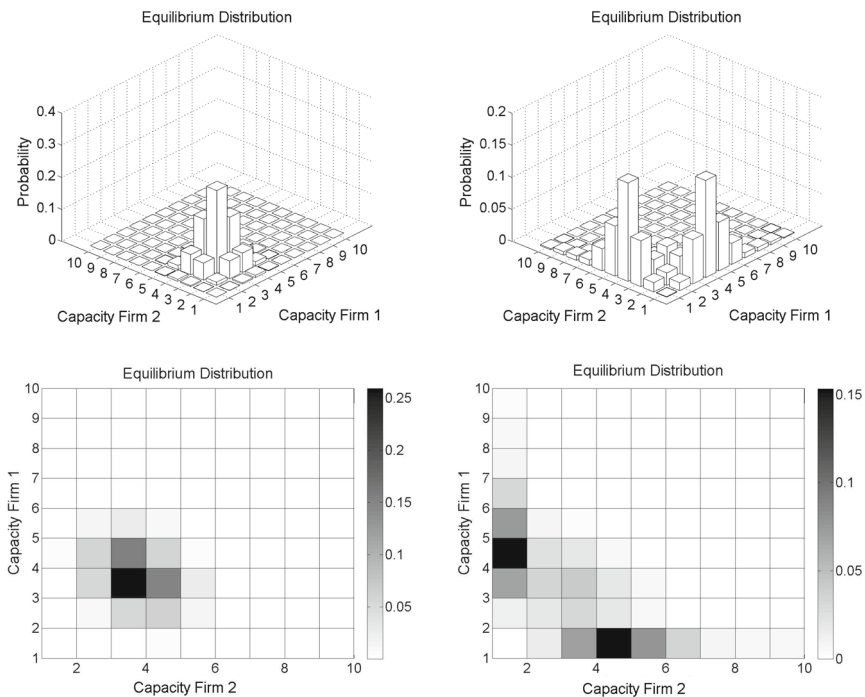 Equilibrium Distribution
0.4
0.3
0.2
0.1
0
Probability
10 9 8 7 6 5 4 3 2 1
Capacity Firm 2
1 2 3 4 5 6 7 8 9 10
Capacity Firm 1
Equilibrium Distribution
0.2
0.15
0.1
0.05
0
Probability
10 9 8 7 6 5 4 3 2 1
Capacity Firm 2
1 2 3 4 5 6 7 8 9 10
Capacity Firm 1
Equilibrium Distribution
10
9
8
7
6
5
4
3
2
1
Capacity Firm 1
2 4 6 8 10
Capacity Firm 2
0.25
0.2
0.15
0.1
0.05
Equilibrium Distribution
10
9
8
7
6
5
4
3
2
1
Capacity Firm 1
2 4 6 8 10
Capacity Firm 2
0.15
0.1
0.05
0